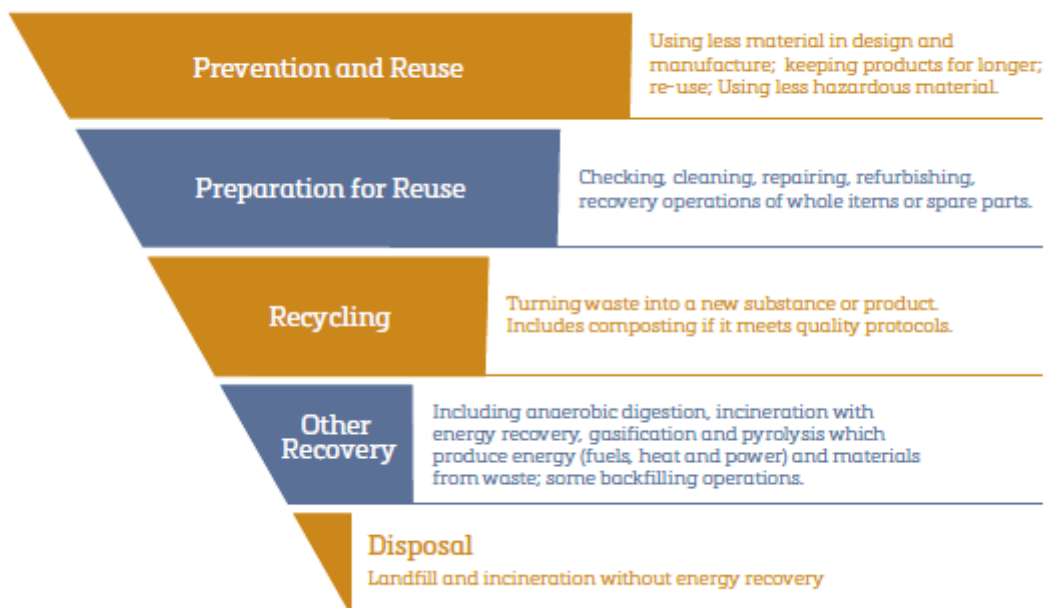 Prevention and Reuse
Using less material in design and
manufacture; keeping products for longer;
re-use; Using less hazardous material.
Preparation for Reuse
Checking, cleaning, repairing, refurbishing,
recovery operations of whole items or spare parts.
Recycling
Turning waste into a new substance or product.
Includes composting if it meets quality protocols.
Other
Recovery
Including anaerobic digestion, incineration with
energy recovery, gasification and pyrolysis which
produce energy (fuels, heat and power) and materials
from waste; some backfilling operations.
Disposal
Landfill and incineration without energy recovery